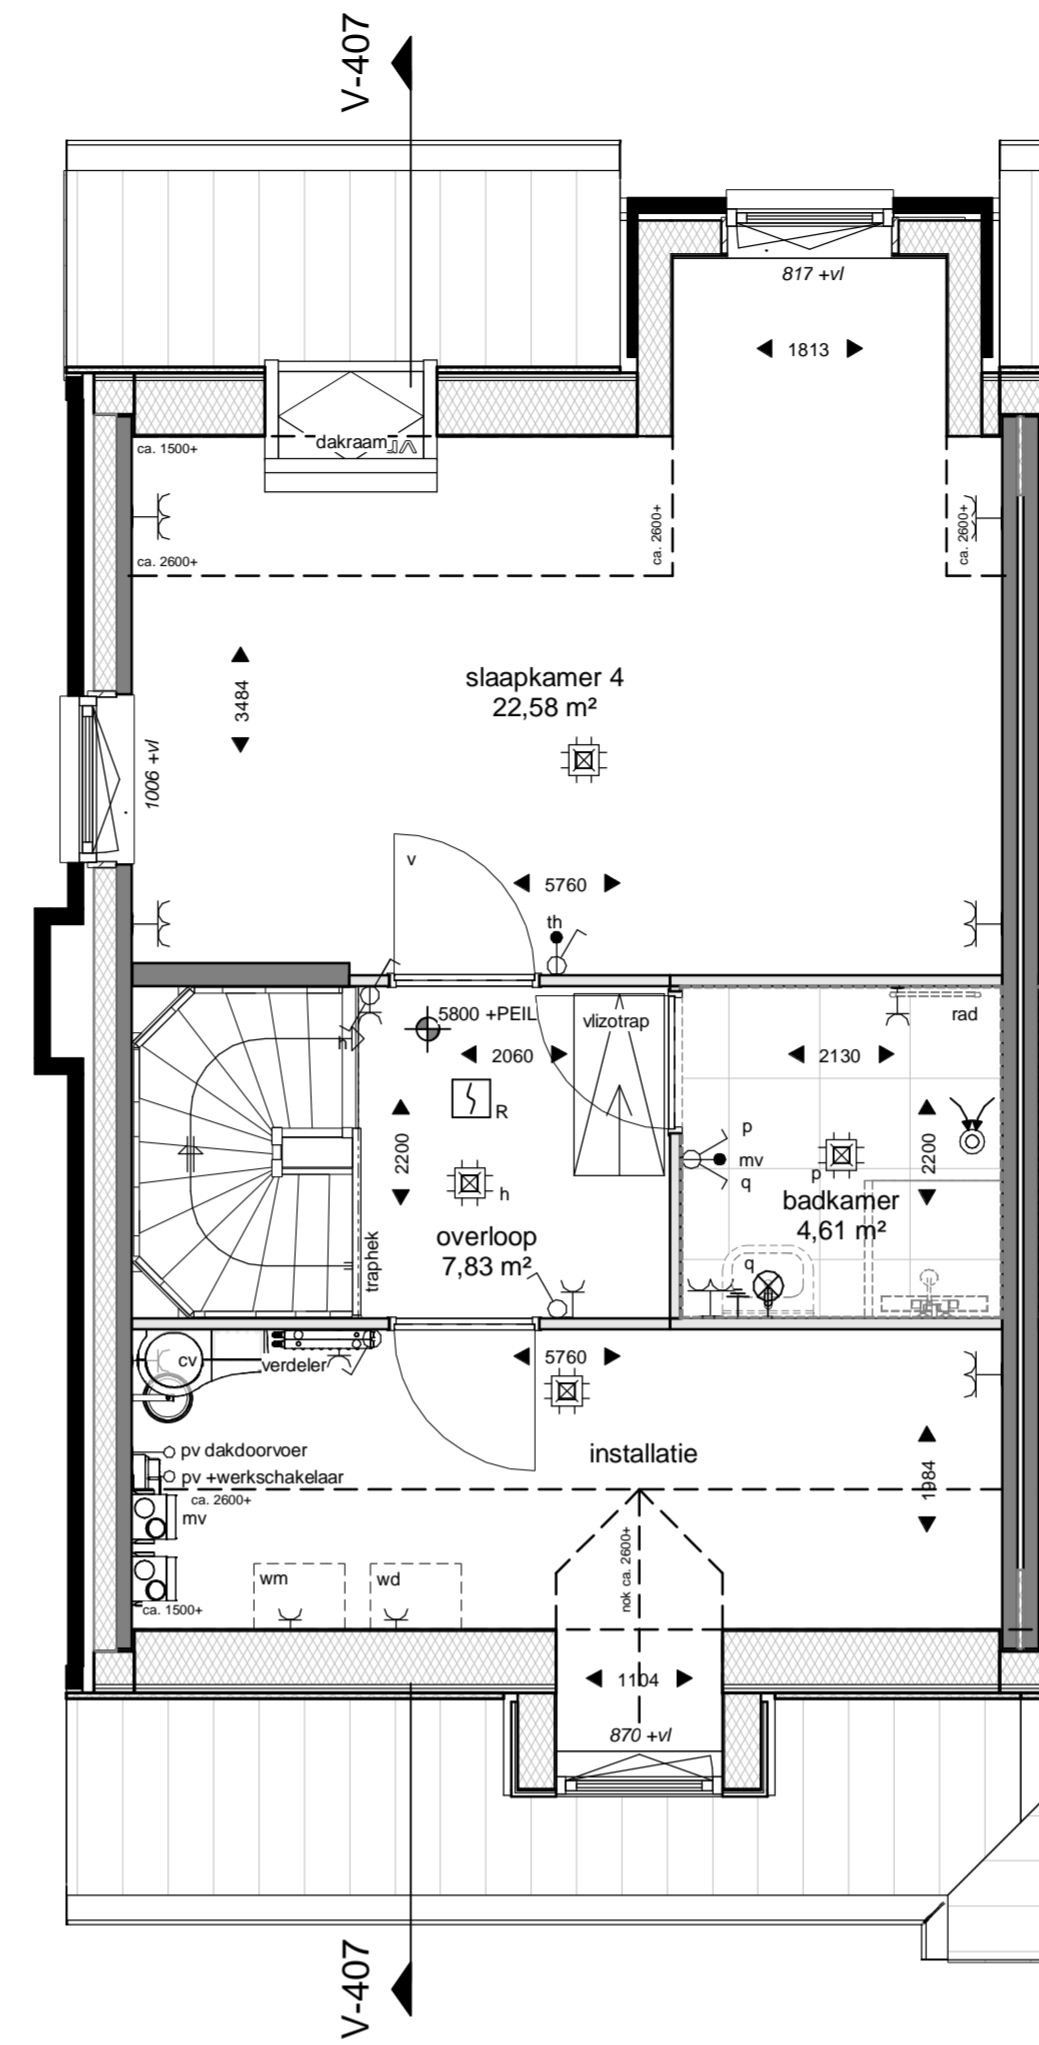 V-407
817 +vl
1813
dakraam
ca. 1500+
ca. 2600+
ca. 2600+
ca. 2600+
slaapkamer 4
22,58 m²
3484
1006 +vl
v
5760
th
5800 +PEIL
vlizotrap
rad
h
2060
2130
R
2200
p
mv
q
2200
h
p
badkamer
4,61 m²
overloop
7,83 m²
traphek
q
cv
verdeler
5760
pv dakdoorvoer
pv +werkschakelaar
installatie
1984
ca. 2600+
mv
nok ca. 2600+
wm
wd
ca. 1500+
1104
870 +vl
V-407